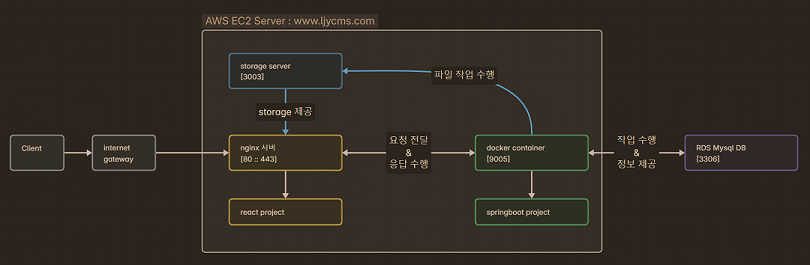 AWS EC2 Server : www.ljycms.com
storage server
[3003]
파일 작업 수행
storage 제공
Client
internet
gateway
nginx 서버
[80 :: 443]
요청 전달
&
응답 수행
docker container
[9005]
작업 수행
&
정보 제공
RDS Mysql DB
[3306]
react project
springboot project